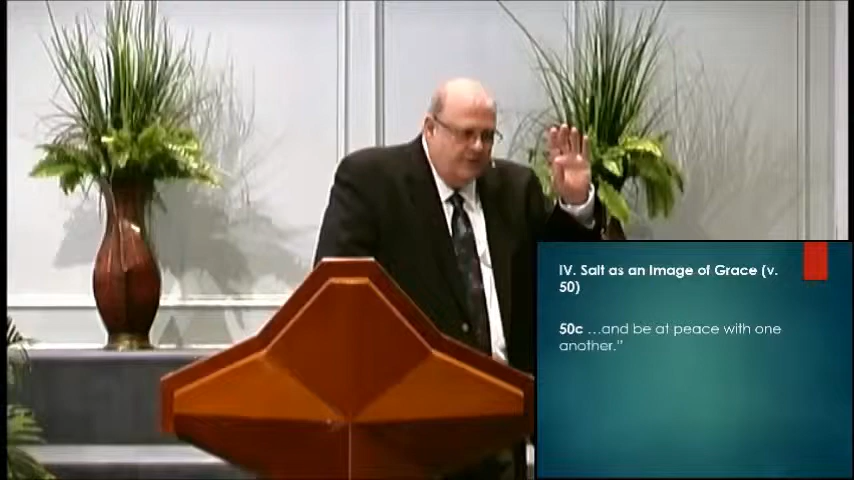 IV. Salt as an Image of Grace (v.
50)
50c …and be at peace with one
another.”